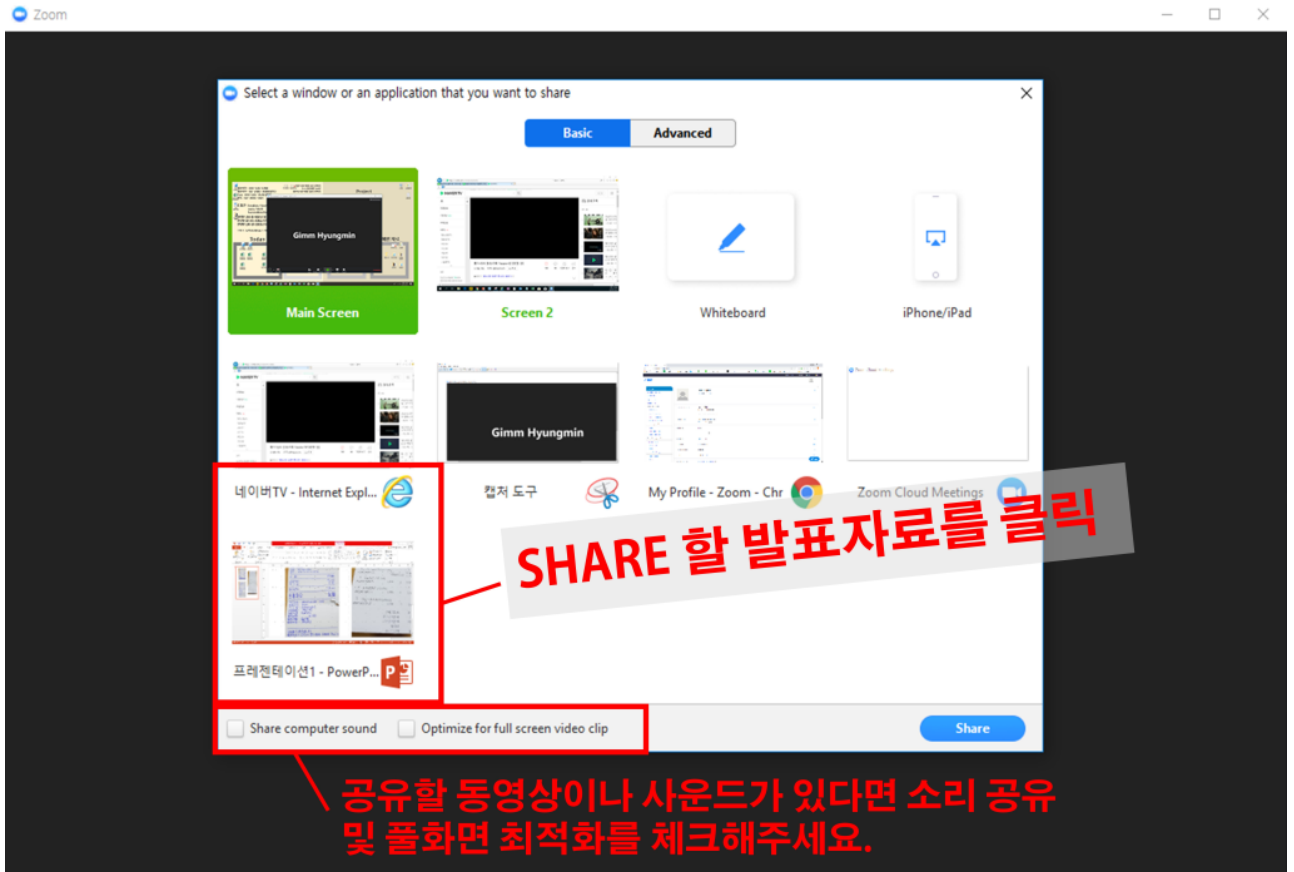 Zoom
Select a window or an application that you want to share
Basic
Advanced
Gimm Hyungmin
Main Screen
Screen 2
Whiteboard
iPhone/iPad
Gimm Hyungmin
네이버TV - Internet Expl...
캡처 도구
My Profile - Zoom - Chr
Zoom Cloud Meetings
SHARE 할 발표자료를 클릭
프레젠테이션1 - PowerP...
Share computer sound
Optimize for full screen video clip
Share
공유할 동영상이나 사운드가 있다면 소리 공유
및 풀화면 최적화를 체크해주세요.